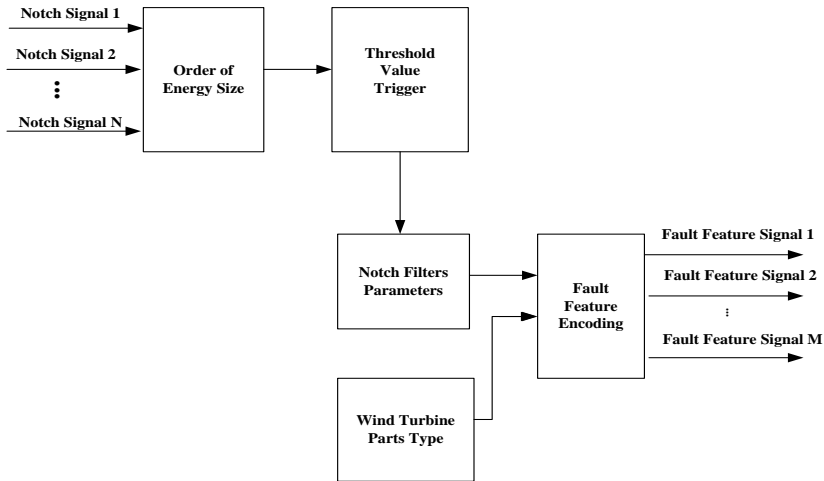 Notch Signal 1
Notch Signal 2
Notch Signal N
Order of
Energy Size
Threshold
Value
Trigger
Notch Filters
Parameters
Wind Turbine
Parts Type
Fault
Feature
Encoding
Fault Feature Signal 1
Fault Feature Signal 2
Fault Feature Signal M